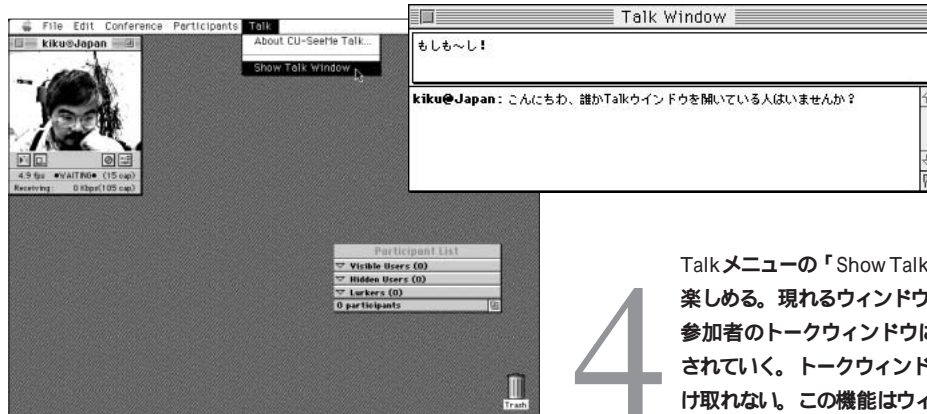 File Edit Conference Participants Talk
About CU-SeeMe Talk...
Show Talk Window
kiku@Japan
4.9 fps ●WAITING● (15 cap)
Receiving: 0 Kbps(105 cap)
Talk Window
もしも～し!
kiku@Japan: こんにちわ、誰かTalkウインドウを開いている人はいませんか？
Participant List
Visible Users (0)
Hidden Users (0)
Lurkers (0)
0 participants
Trash
4
Talkメニューの「Show Talk
楽しめる。現れるウィンドウ
参加者のトークウィンドウに
されていく。トークウィンド
け取れない。この機能はウィ